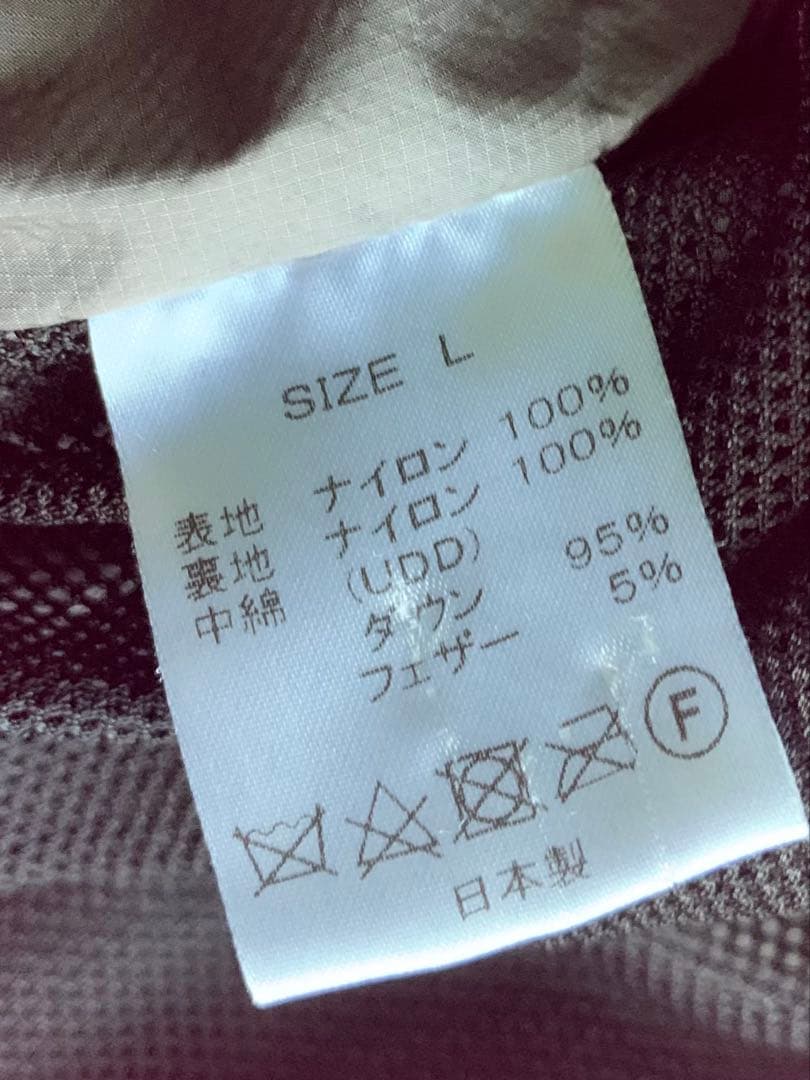 SIZE L
表地 ナイロン 100%
裏地 ナイロン 100%
中綿 (UDD)
ダウン 95%
フェザー 5%
F
日本製